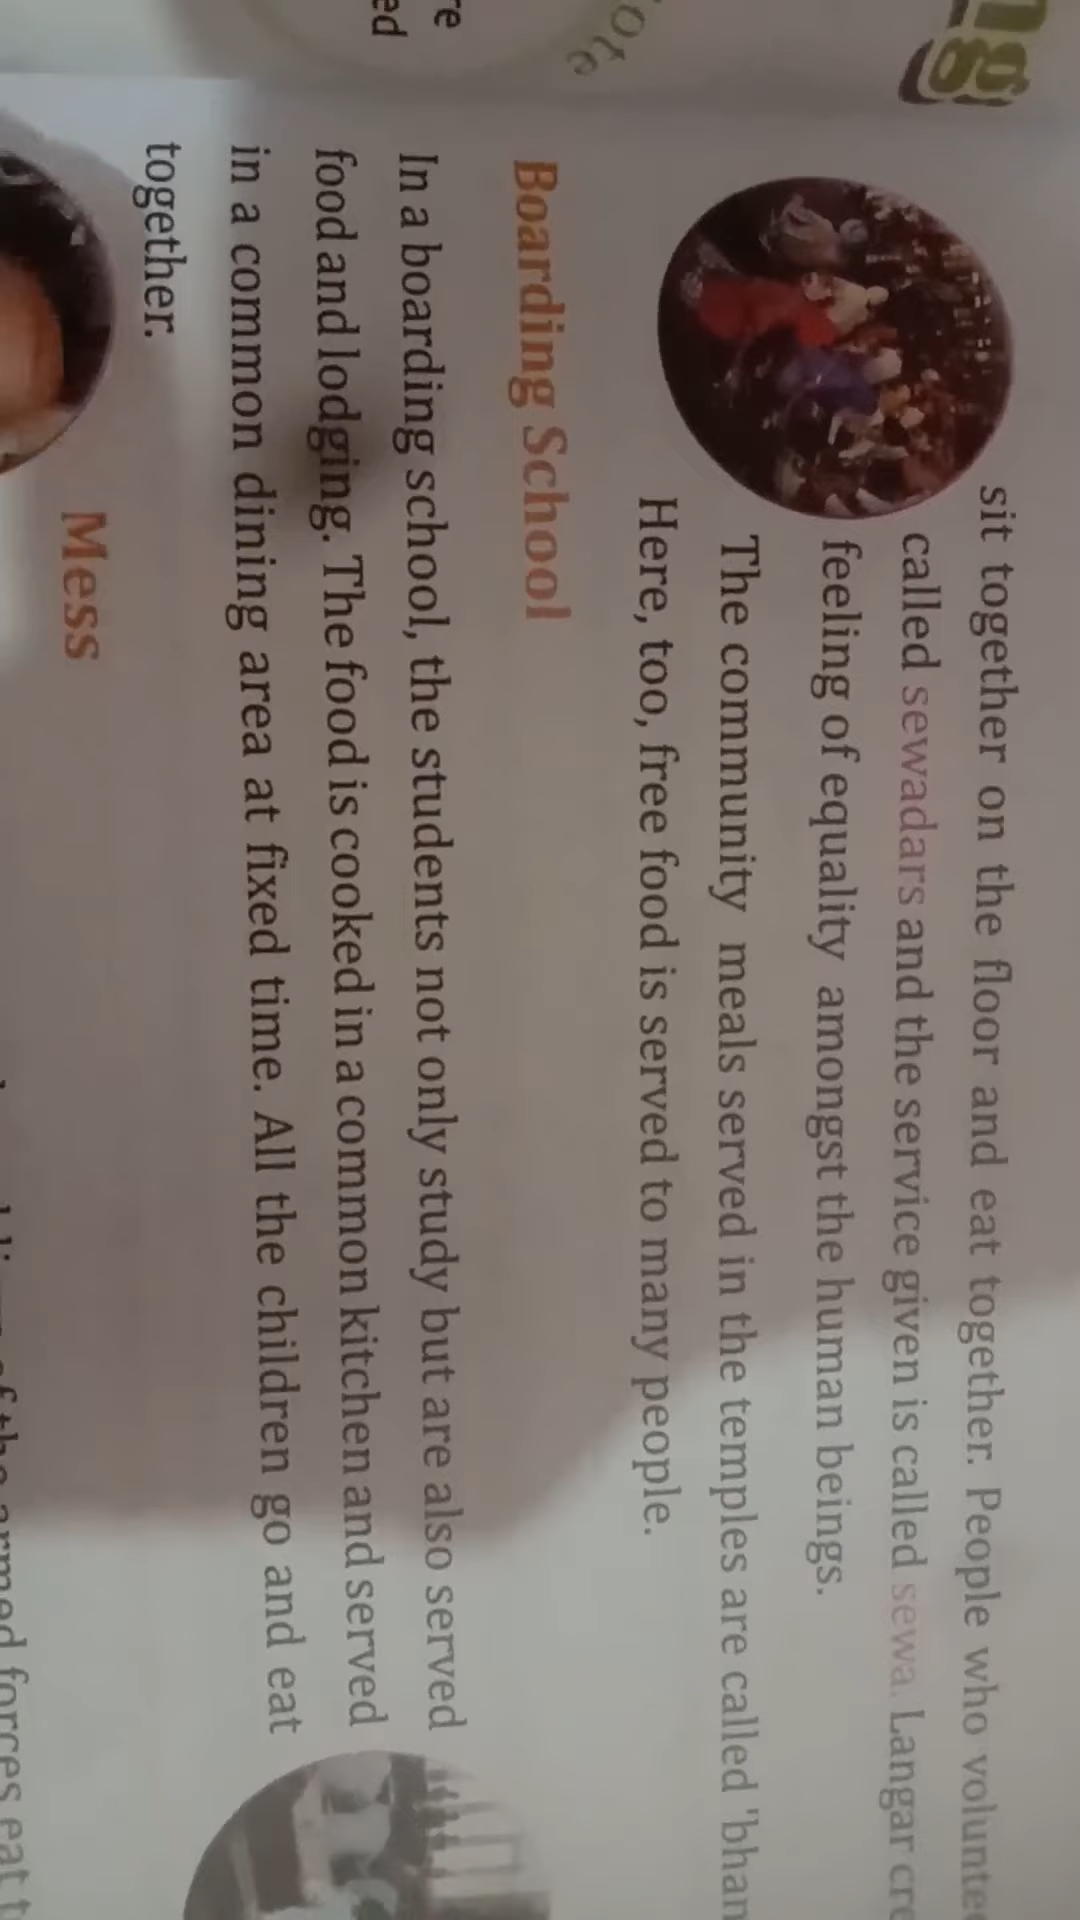 sit together on the floor and eat together. People who
called sewadars and the service given is called sewa. Langar
feeling of equality amongst the human beings.
The community meals served in the temples are called
Here, too, free food is served to many people.
Boarding School
In a boarding school, the students not only study but are also served
food and lodging. The food is cooked in a common kitchen and served
in a common dining area at fixed time. All the children go and eat
together.
Mess
armed forces eat